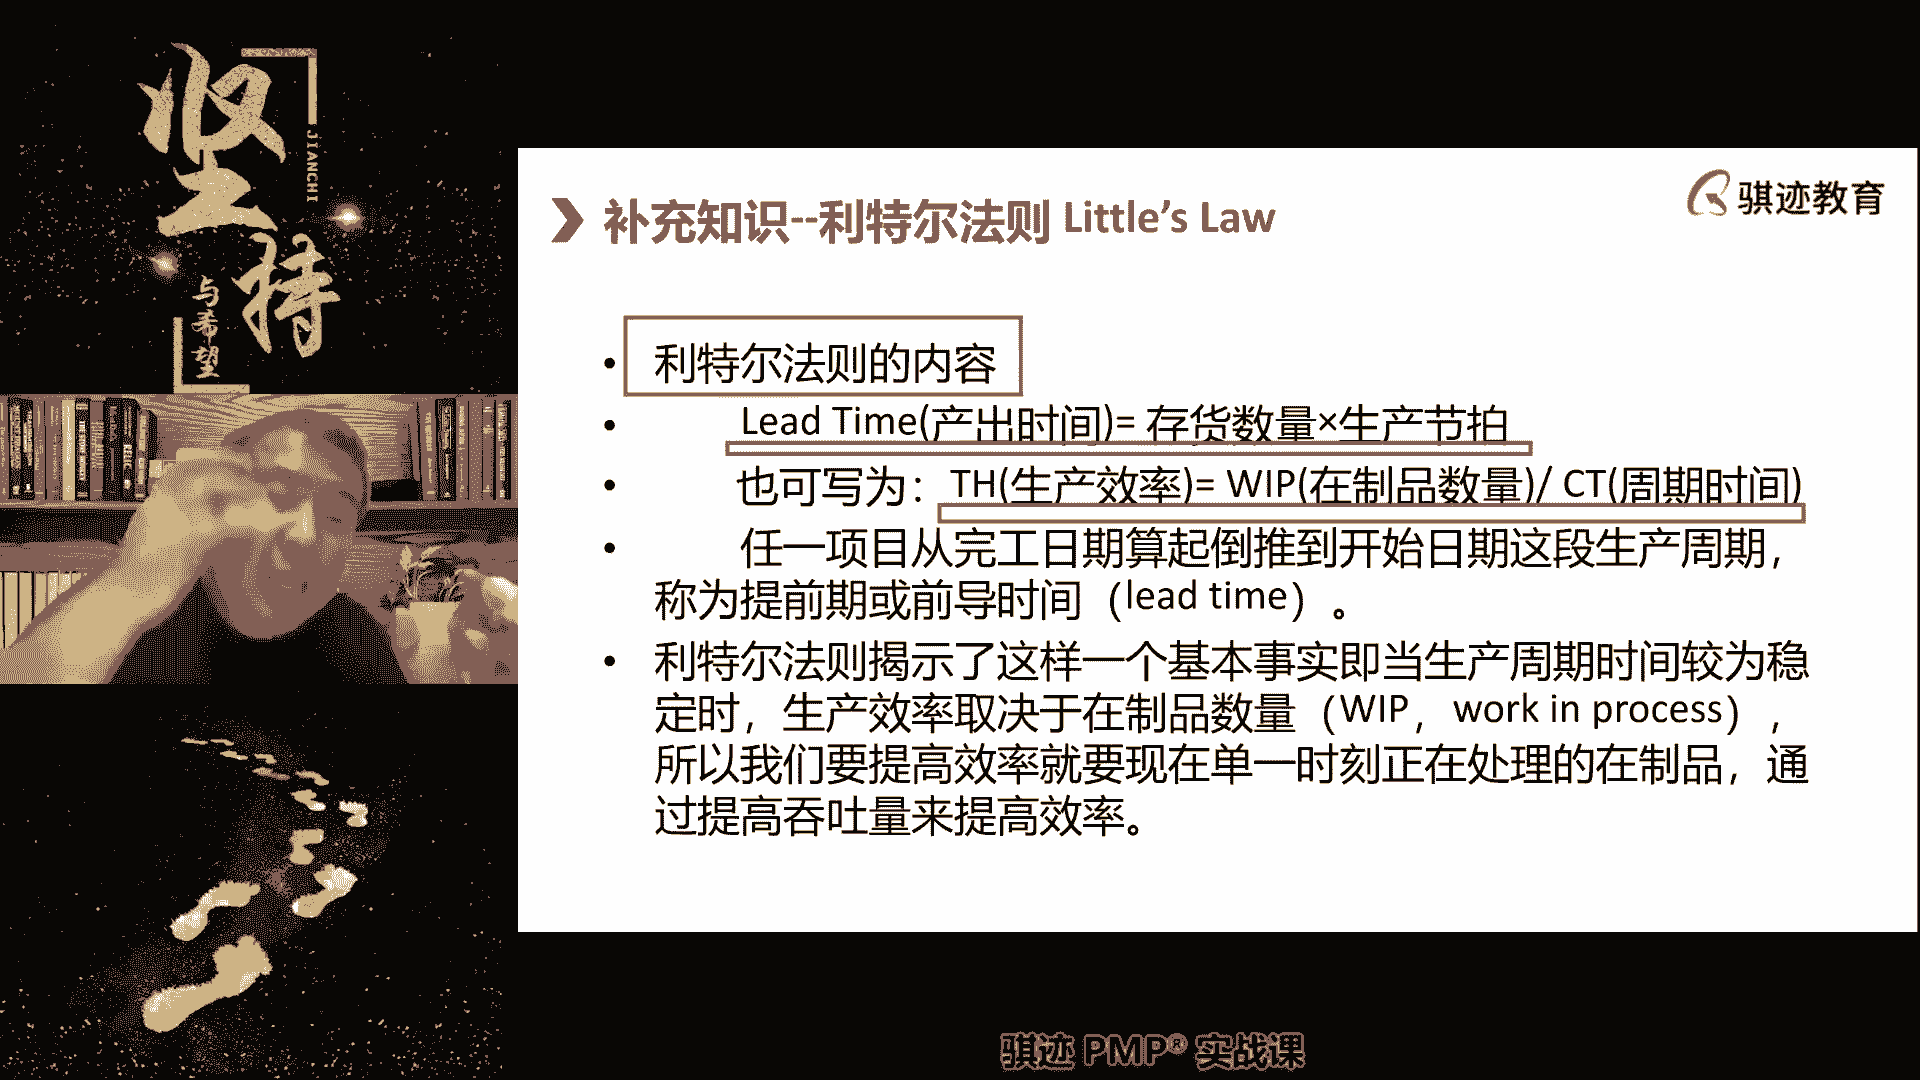 坚持
JIANCHI
与希望
骐迹教育
补充知识--利特尔法则 Little's Law
• 利特尔法则的内容
• Lead Time(产出时间)= 存货数量×生产节拍
• 也可写为：TH(生产效率)= WIP(在制品数量)/ CT(周期时间)
• 任一项目从完工日期算起倒推到开始日期这段生产周期，
称为提前期或前导时间（lead time）。
• 利特尔法则揭示了这样一个基本事实即当生产周期时间较为稳
定时，生产效率取决于在制品数量（WIP，work in process），
所以我们要提高效率就要现在单一时刻正在处理的在制品，通
过提高吞吐量来提高效率。
骐迹 PMP® 实战课